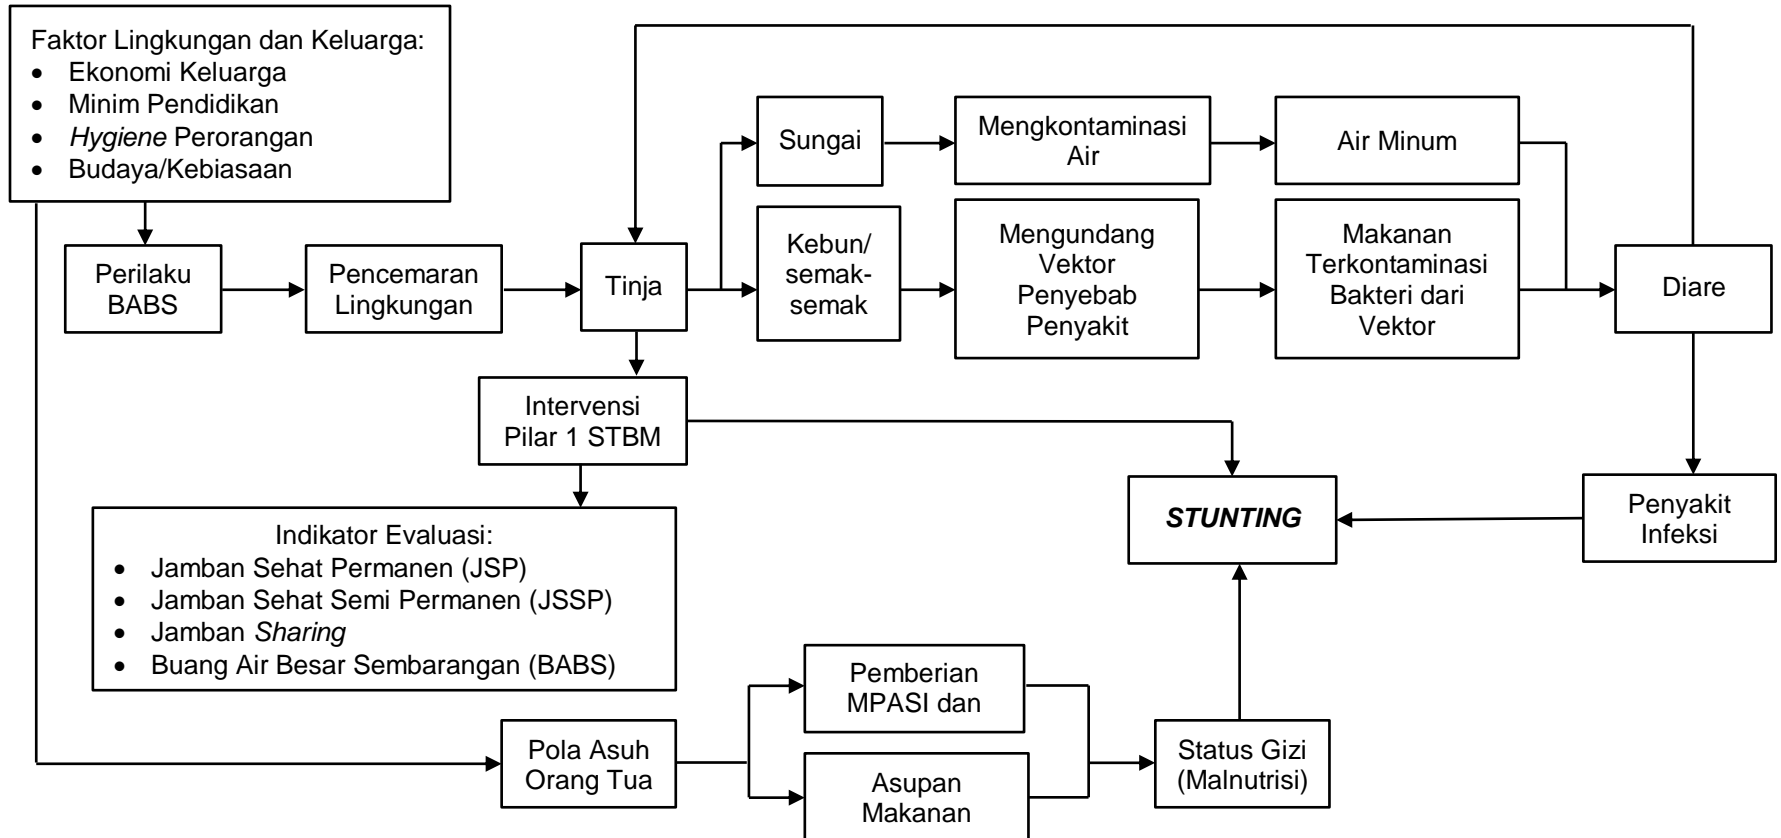 Faktor Lingkungan dan Keluarga:
• Ekonomi Keluarga
• Minim Pendidikan
• Hygiene Perorangan
• Budaya/Kebiasaan
Perilaku
BABS
Pencemaran
Lingkungan
Tinja
Sungai
Mengkontaminasi
Air
Air Minum
Kebun/
semak-
semak
Mengundang
Vektor
Penyebab
Penyakit
Makanan
Terkontaminasi
Bakteri dari
Vektor
Diare
Intervensi
Pilar 1 STBM
STUNTING
Penyakit
Infeksi
Indikator Evaluasi:
• Jamban Sehat Permanen (JSP)
• Jamban Sehat Semi Permanen (JSSP)
• Jamban Sharing
• Buang Air Besar Sembarangan (BABS)
Pola Asuh
Orang Tua
Pemberian
MPASI dan
Asupan
Makanan
Status Gizi
(Malnutrisi)